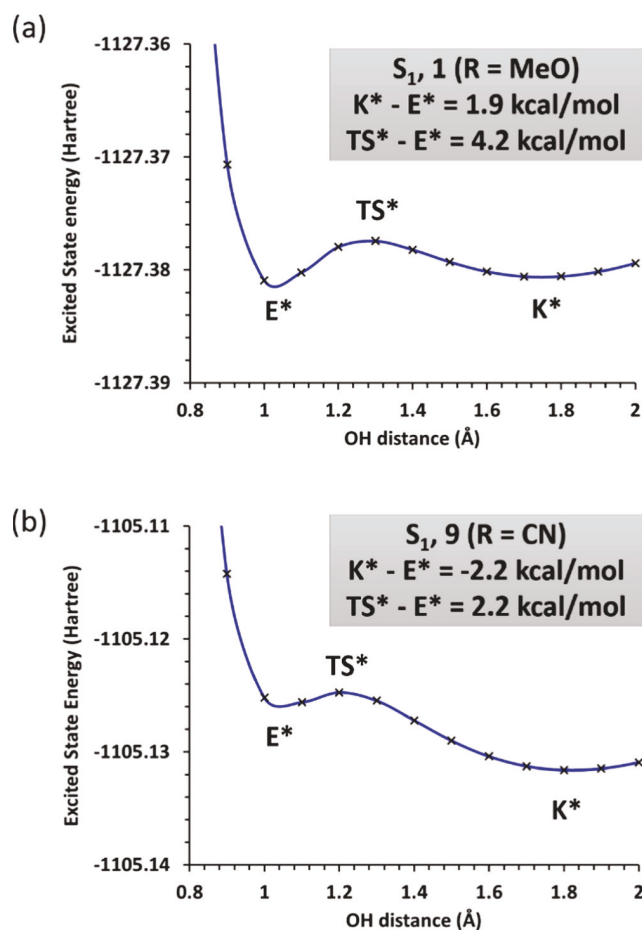 (a)
-1127.36
-1127.37
-1127.38
-1127.39
Excited State energy (Hartree)
S₁, 1 (R = MeO)
K* - E* = 1.9 kcal/mol
TS* - E* = 4.2 kcal/mol
TS*
E*
K*
0.8 1 1.2 1.4 1.6 1.8 2
OH distance (Å)
(b)
-1105.11
-1105.12
-1105.13
-1105.14
Excited State Energy (Hartree)
S₁, 9 (R = CN)
K* - E* = -2.2 kcal/mol
TS* - E* = 2.2 kcal/mol
TS*
E*
K*
0.8 1 1.2 1.4 1.6 1.8 2
OH distance (Å)